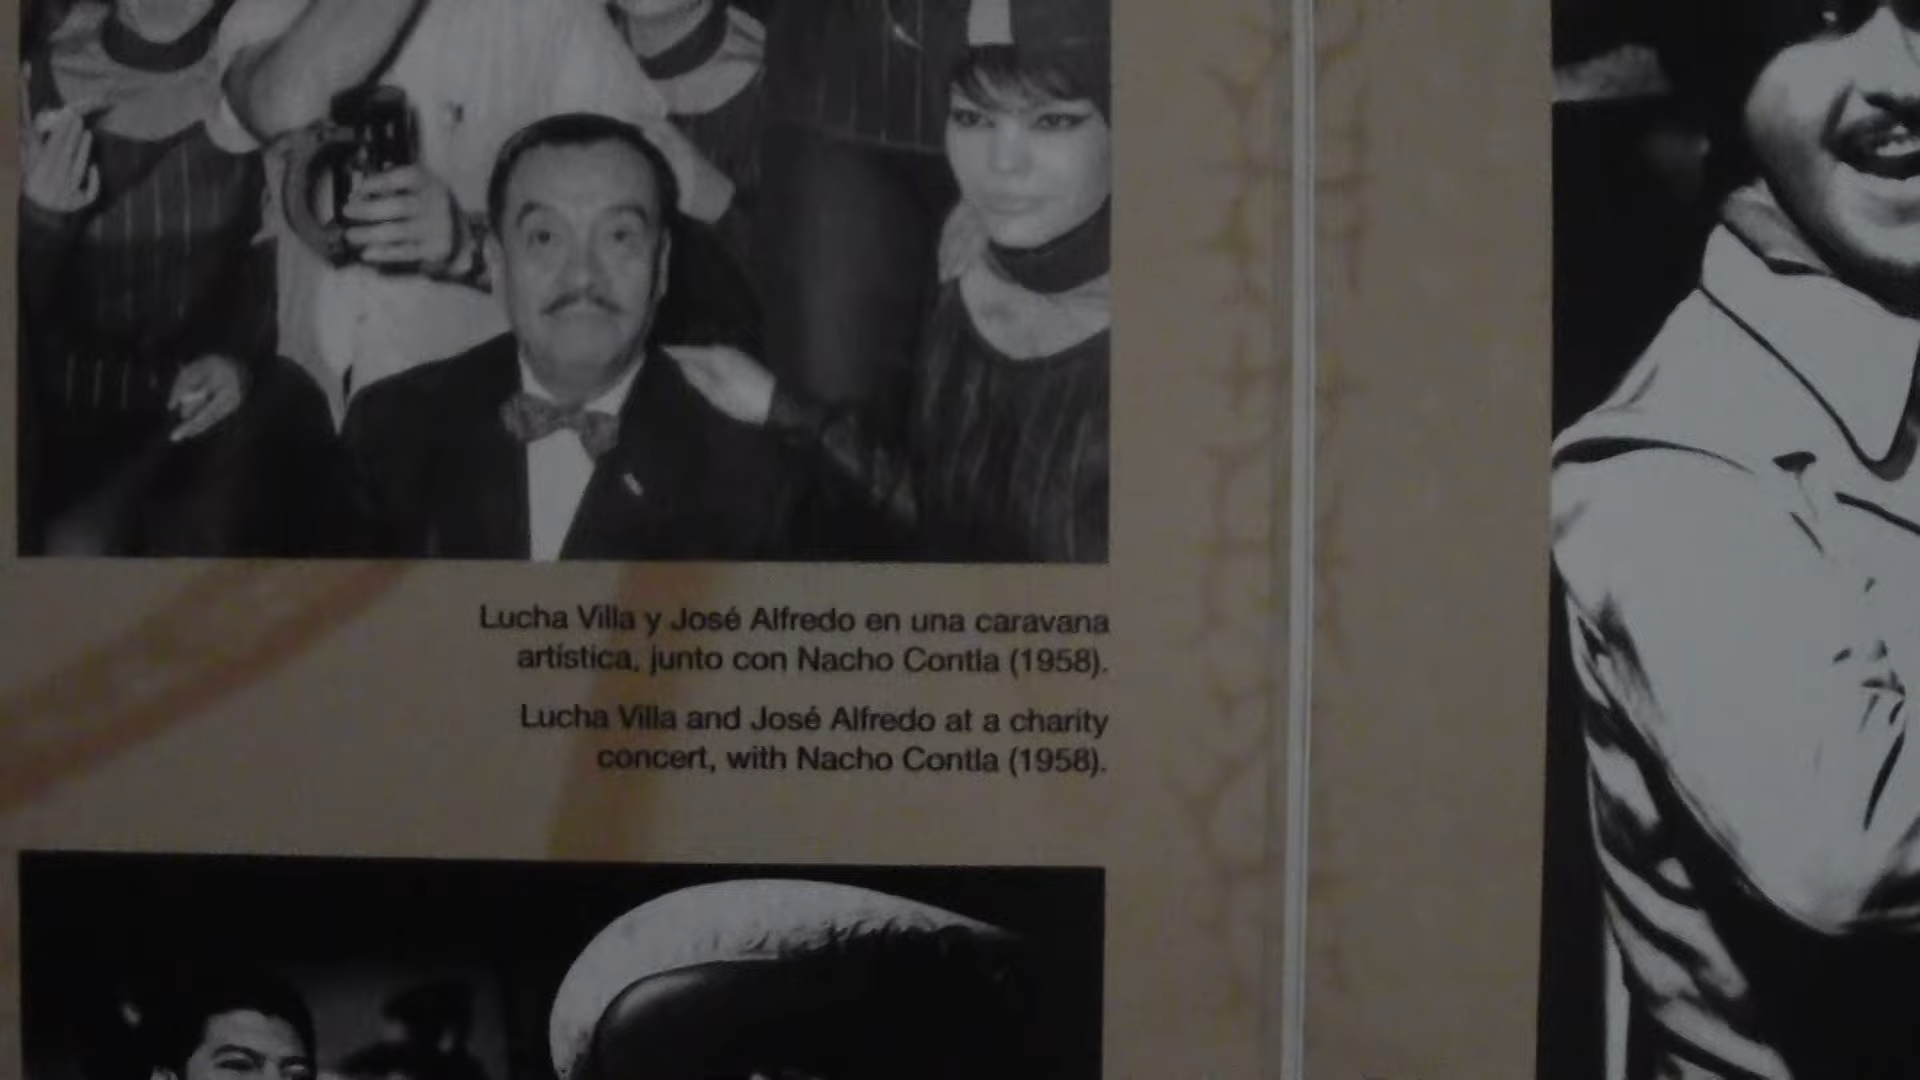 Lucha Villa y José Alfredo en una caravana
artística, junto con Nacho Contla (1958).
Lucha Villa and José Alfredo at a charity
concert, with Nacho Contla (1958).